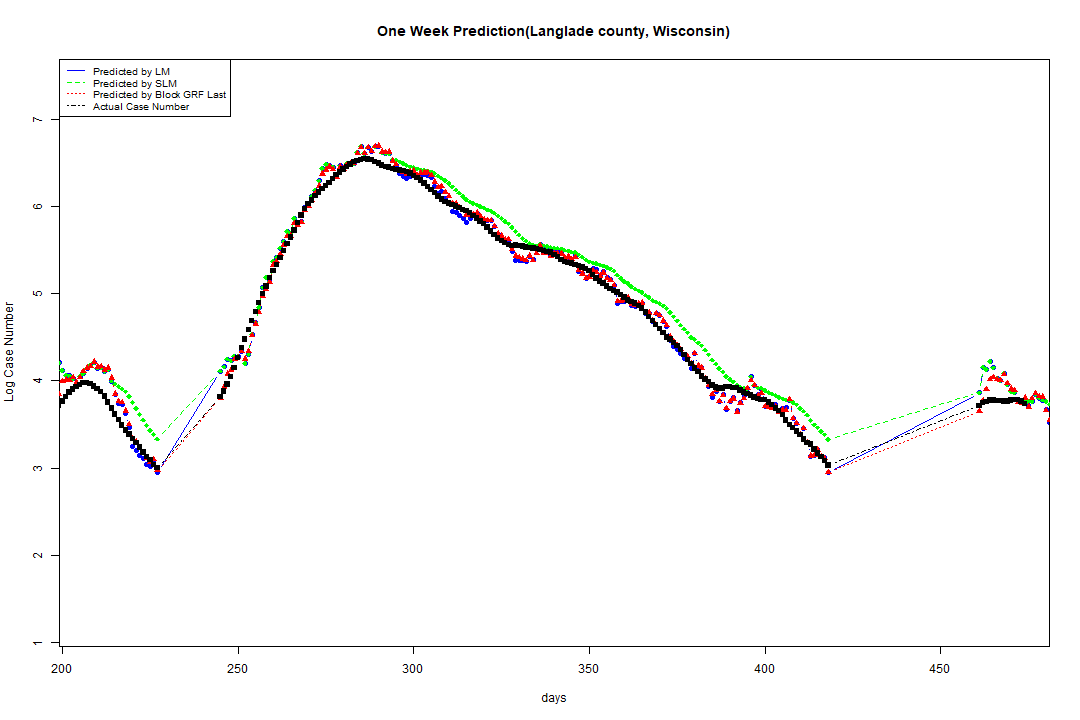 One Week Prediction(Langlade county, Wisconsin)
Predicted by LM
Predicted by SLM
Predicted by Block GRF Last
Actual Case Number
Log Case Number
7
6
5
4
3
2
1
200 250 300 350 400 450
days